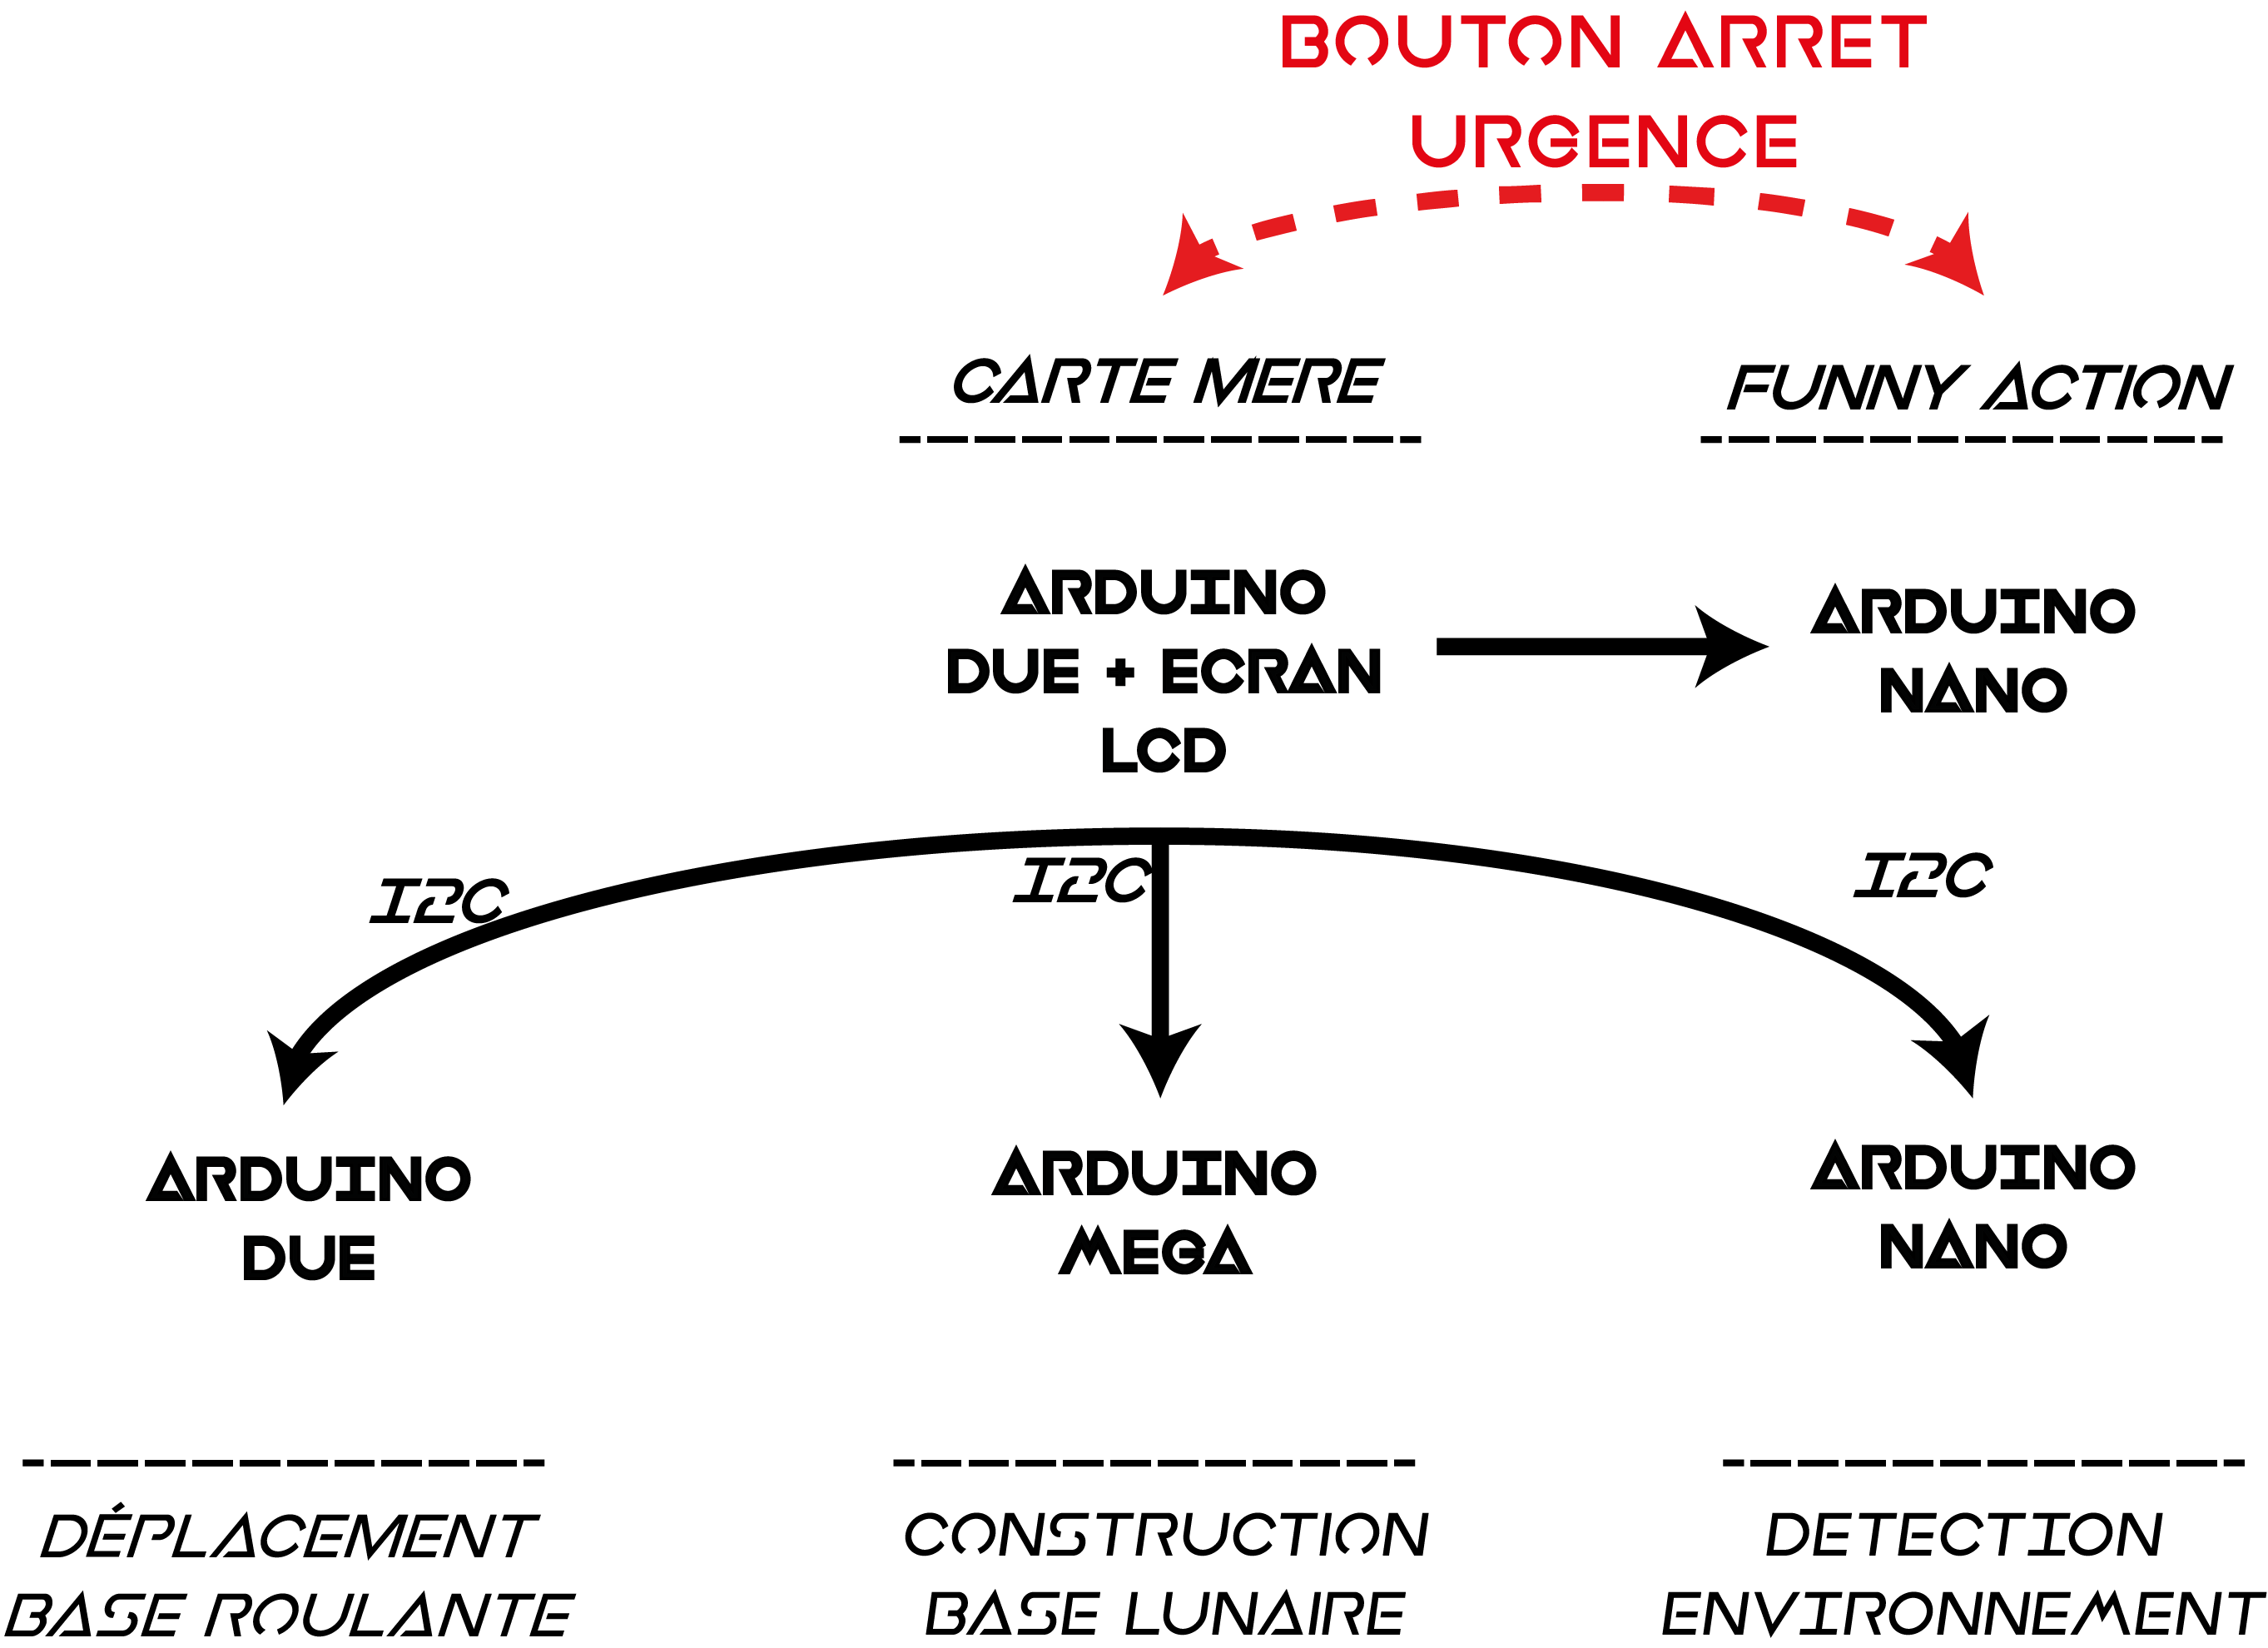 BOUTON ARRET
URGENCE
CARTE MERE
FUNNY ACTION
ARDUINO
DUE + ECRAN
LCD
ARDUINO
NANO
I2C
I2C
I2C
ARDUINO
DUE
ARDUINO
MEGA
ARDUINO
NANO
DÉPLACEMENT
BASE ROULANTE
CONSTRUCTION
BASE LUNAIRE
DETECTION
ENVIRONNEMENT